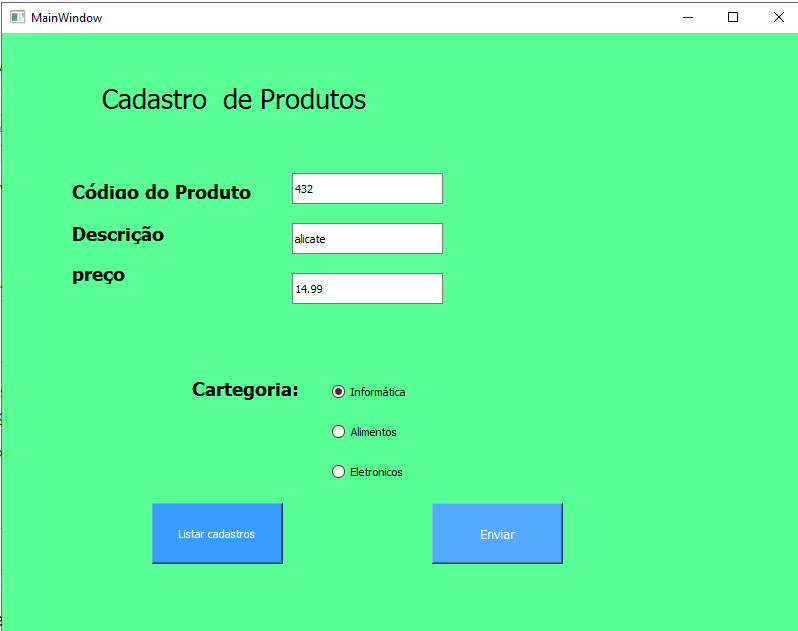 MainWindow
Cadastro de Produtos
Código do Produto
432
Descrição
alicate
preço
14.99
Cartegoria:
Informática
Alimentos
Eletronicos
Listar cadastros
Enviar